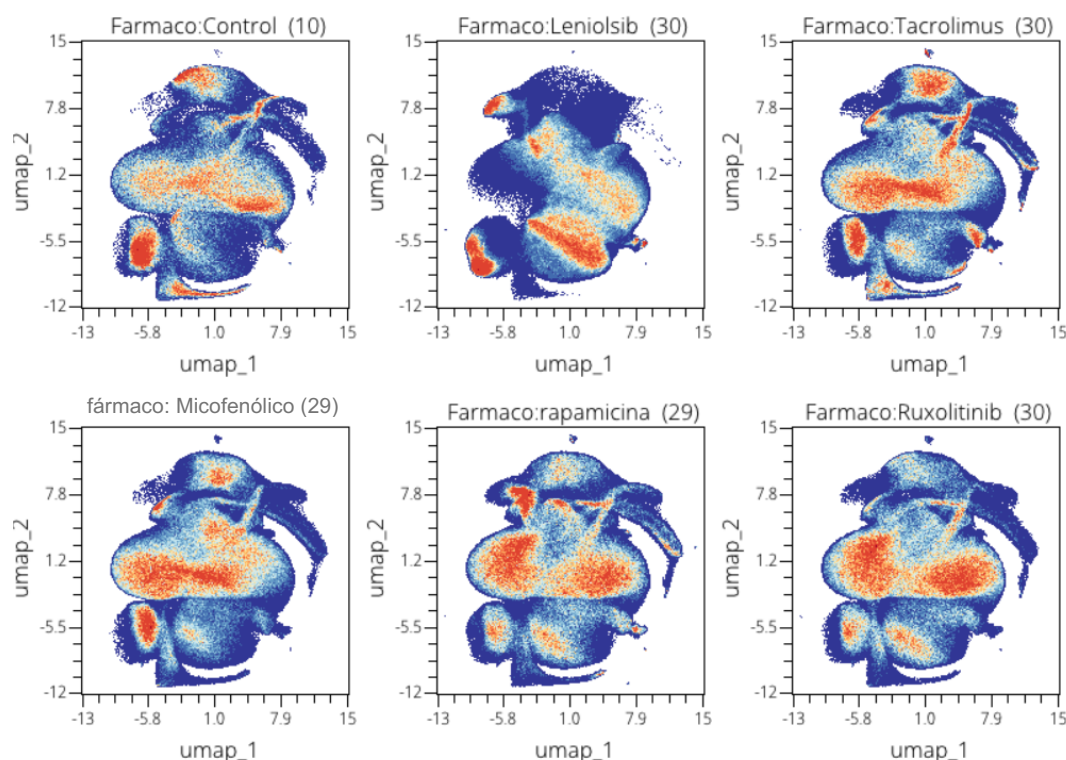 Farmaco:Control (10)
Farmaco:Leniolsib (30)
Farmaco:Tacrolimus (30)
15
7.8
1.2
-5.5
-12
umap_2
-13 -5.8 1.0 7.9 15
umap_1
15
7.8
1.2
-5.5
-12
umap_2
-13 -5.8 1.0 7.9 15
umap_1
15
7.8
1.2
-5.5
-12
umap_2
-13 -5.8 1.0 7.9 15
umap_1
fármaco: Micofenólico (29)
Farmaco:rapamicina (29)
Farmaco:Ruxolitinib (30)
15
7.8
1.2
-5.5
-12
umap_2
-13 -5.8 1.0 7.9 15
umap_1
15
7.8
1.2
-5.5
-12
umap_2
-13 -5.8 1.0 7.9 15
umap_1
15
7.8
1.2
-5.5
-12
umap_2
-13 -5.8 1.0 7.9 15
umap_1